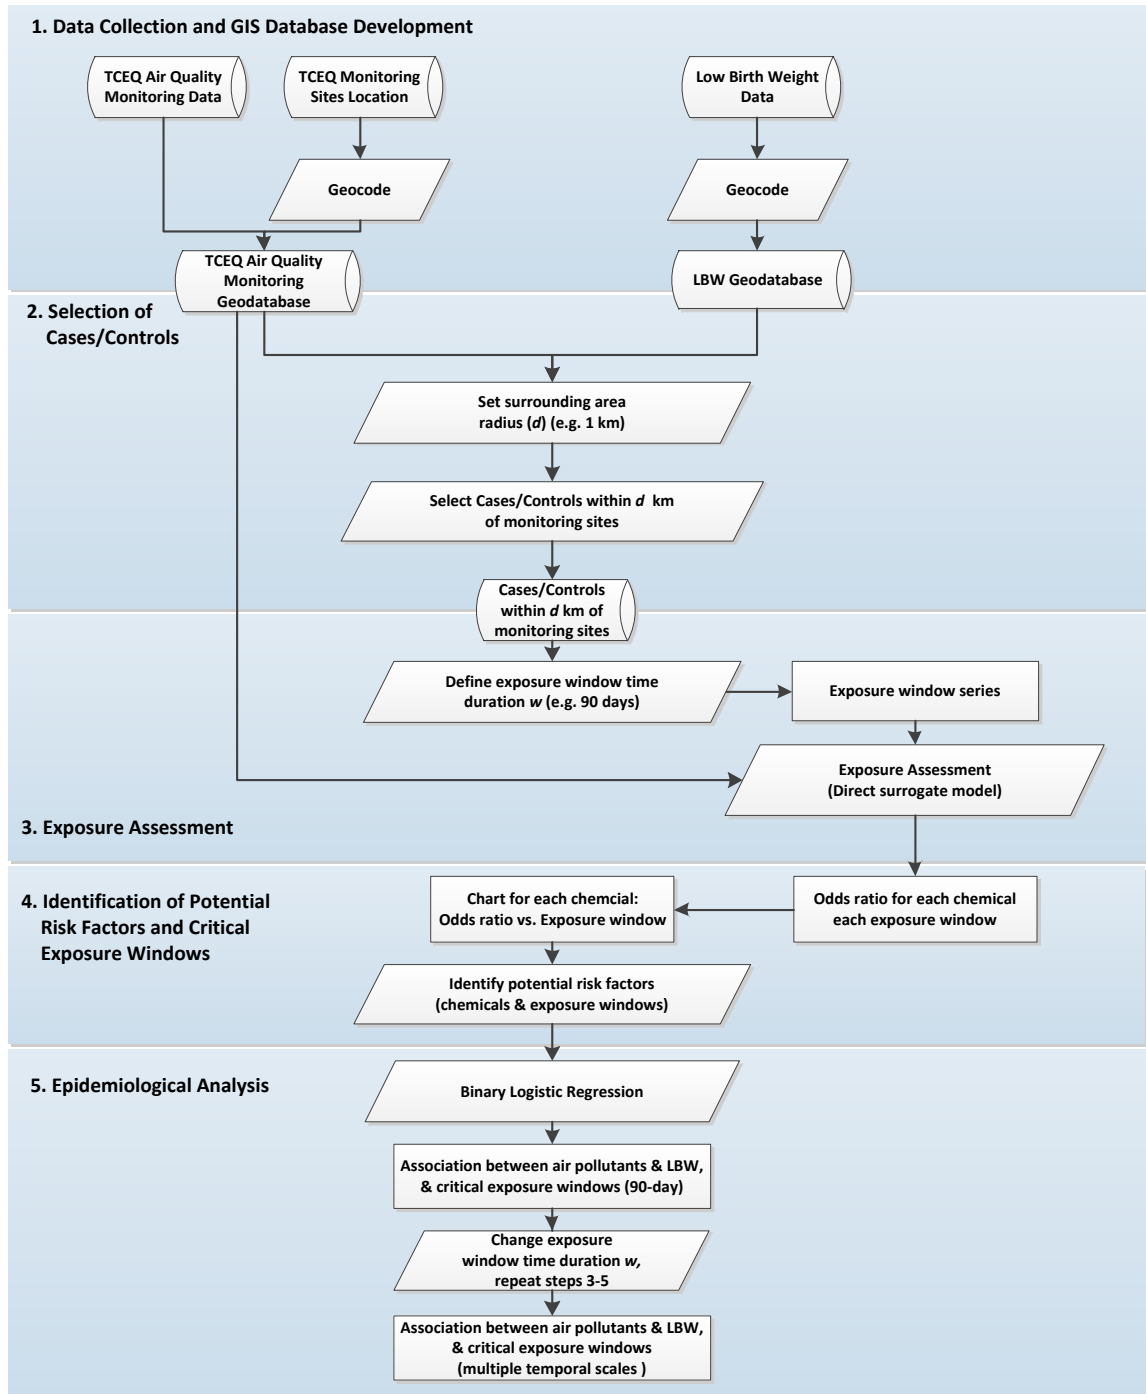 1. Data Collection and GIS Database Development
TCEQ Air Quality
Monitoring Data
TCEQ Monitoring
Sites Location
Low Birth Weight
Data
Geocode
Geocode
TCEQ Air Quality
Monitoring
Geodatabase
LBW Geodatabase
2. Selection of
Cases/Controls
Set surrounding area
radius (d) (e.g. 1 km)
Select Cases/Controls within d km
of monitoring sites
Cases/Controls
within d km of
monitoring sites
Define exposure window time
duration w (e.g. 90 days)
Exposure window series
Exposure Assessment
(Direct surrogate model)
3. Exposure Assessment
4. Identification of Potential
Risk Factors and Critical
Exposure Windows
Chart for each chemcial:
Odds ratio vs. Exposure window
Odds ratio for each chemical
each exposure window
Identify potential risk factors
(chemicals & exposure windows)
5. Epidemiological Analysis
Binary Logistic Regression
Association between air pollutants & LBW,
& critical exposure windows (90-day)
Change exposure
window time duration w,
repeat steps 3-5
Association between air pollutants & LBW,
& critical exposure windows
(multiple temporal scales )